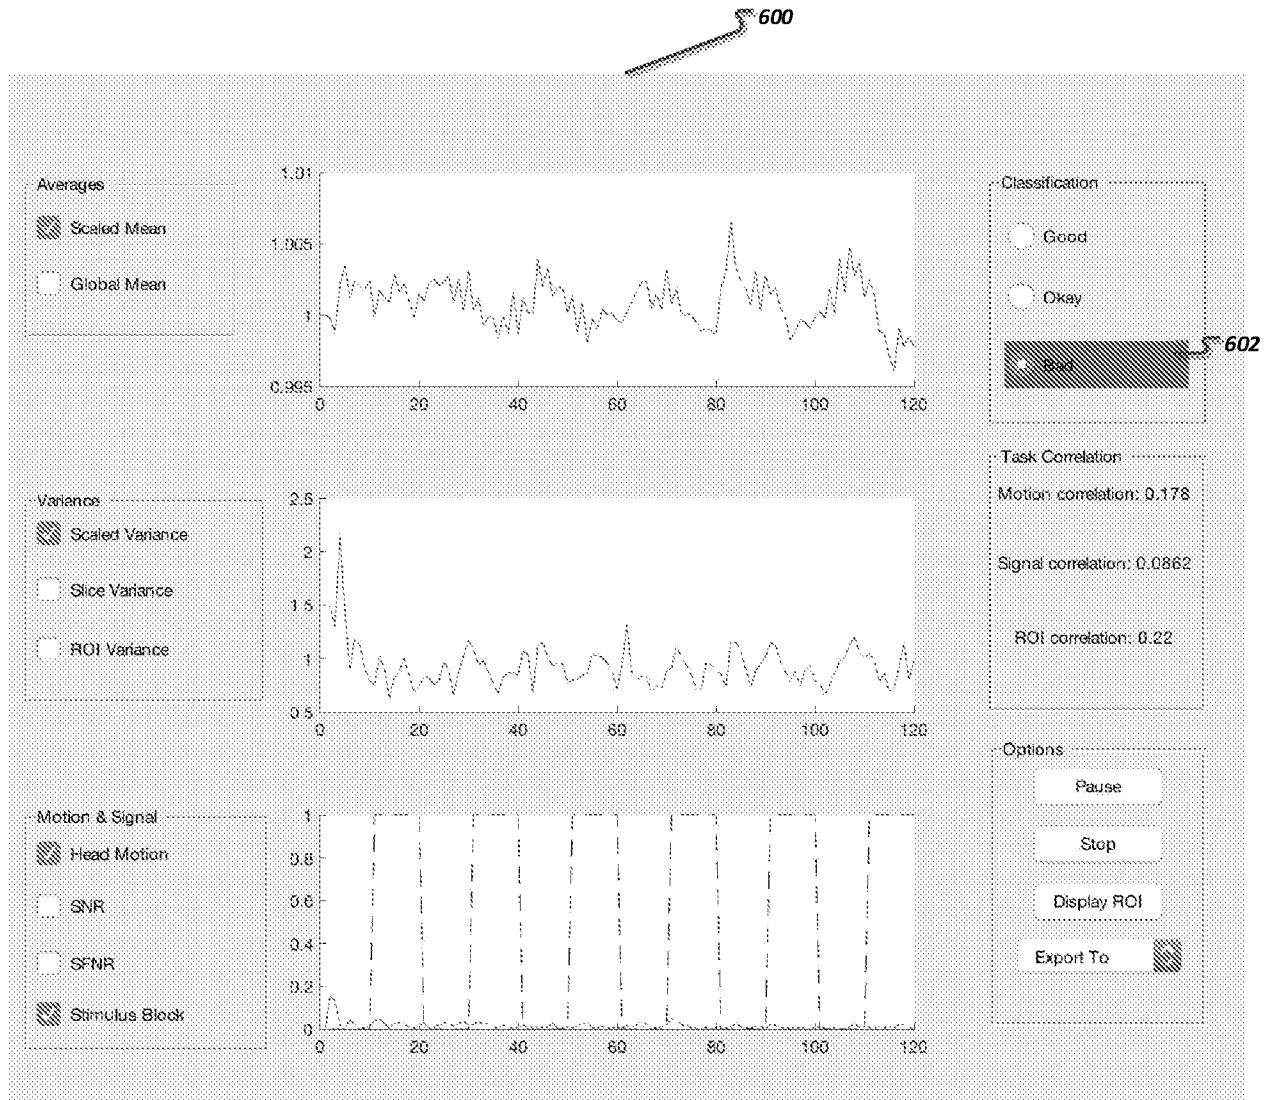 600
Averages
Scaled Mean
Global Mean
1.01
1.005
1
0.995
0 20 40 60 80 100 120
Classification
Good
Okay
Bad
602
Variance
Scaled Variance
Slice Variance
ROI Variance
2.5
2
1.5
1
0.5
0 20 40 60 80 100 120
Task Correlation
Motion correlation: 0.178
Signal correlation: 0.0862
ROI correlation: 0.22
Motion & Signal
Head Motion
SNR
SFNR
Stimulus Block
1
0.8
0.6
0.4
0.2
0
0 20 40 60 80 100 120
Options
Pause
Stop
Display ROI
Export To